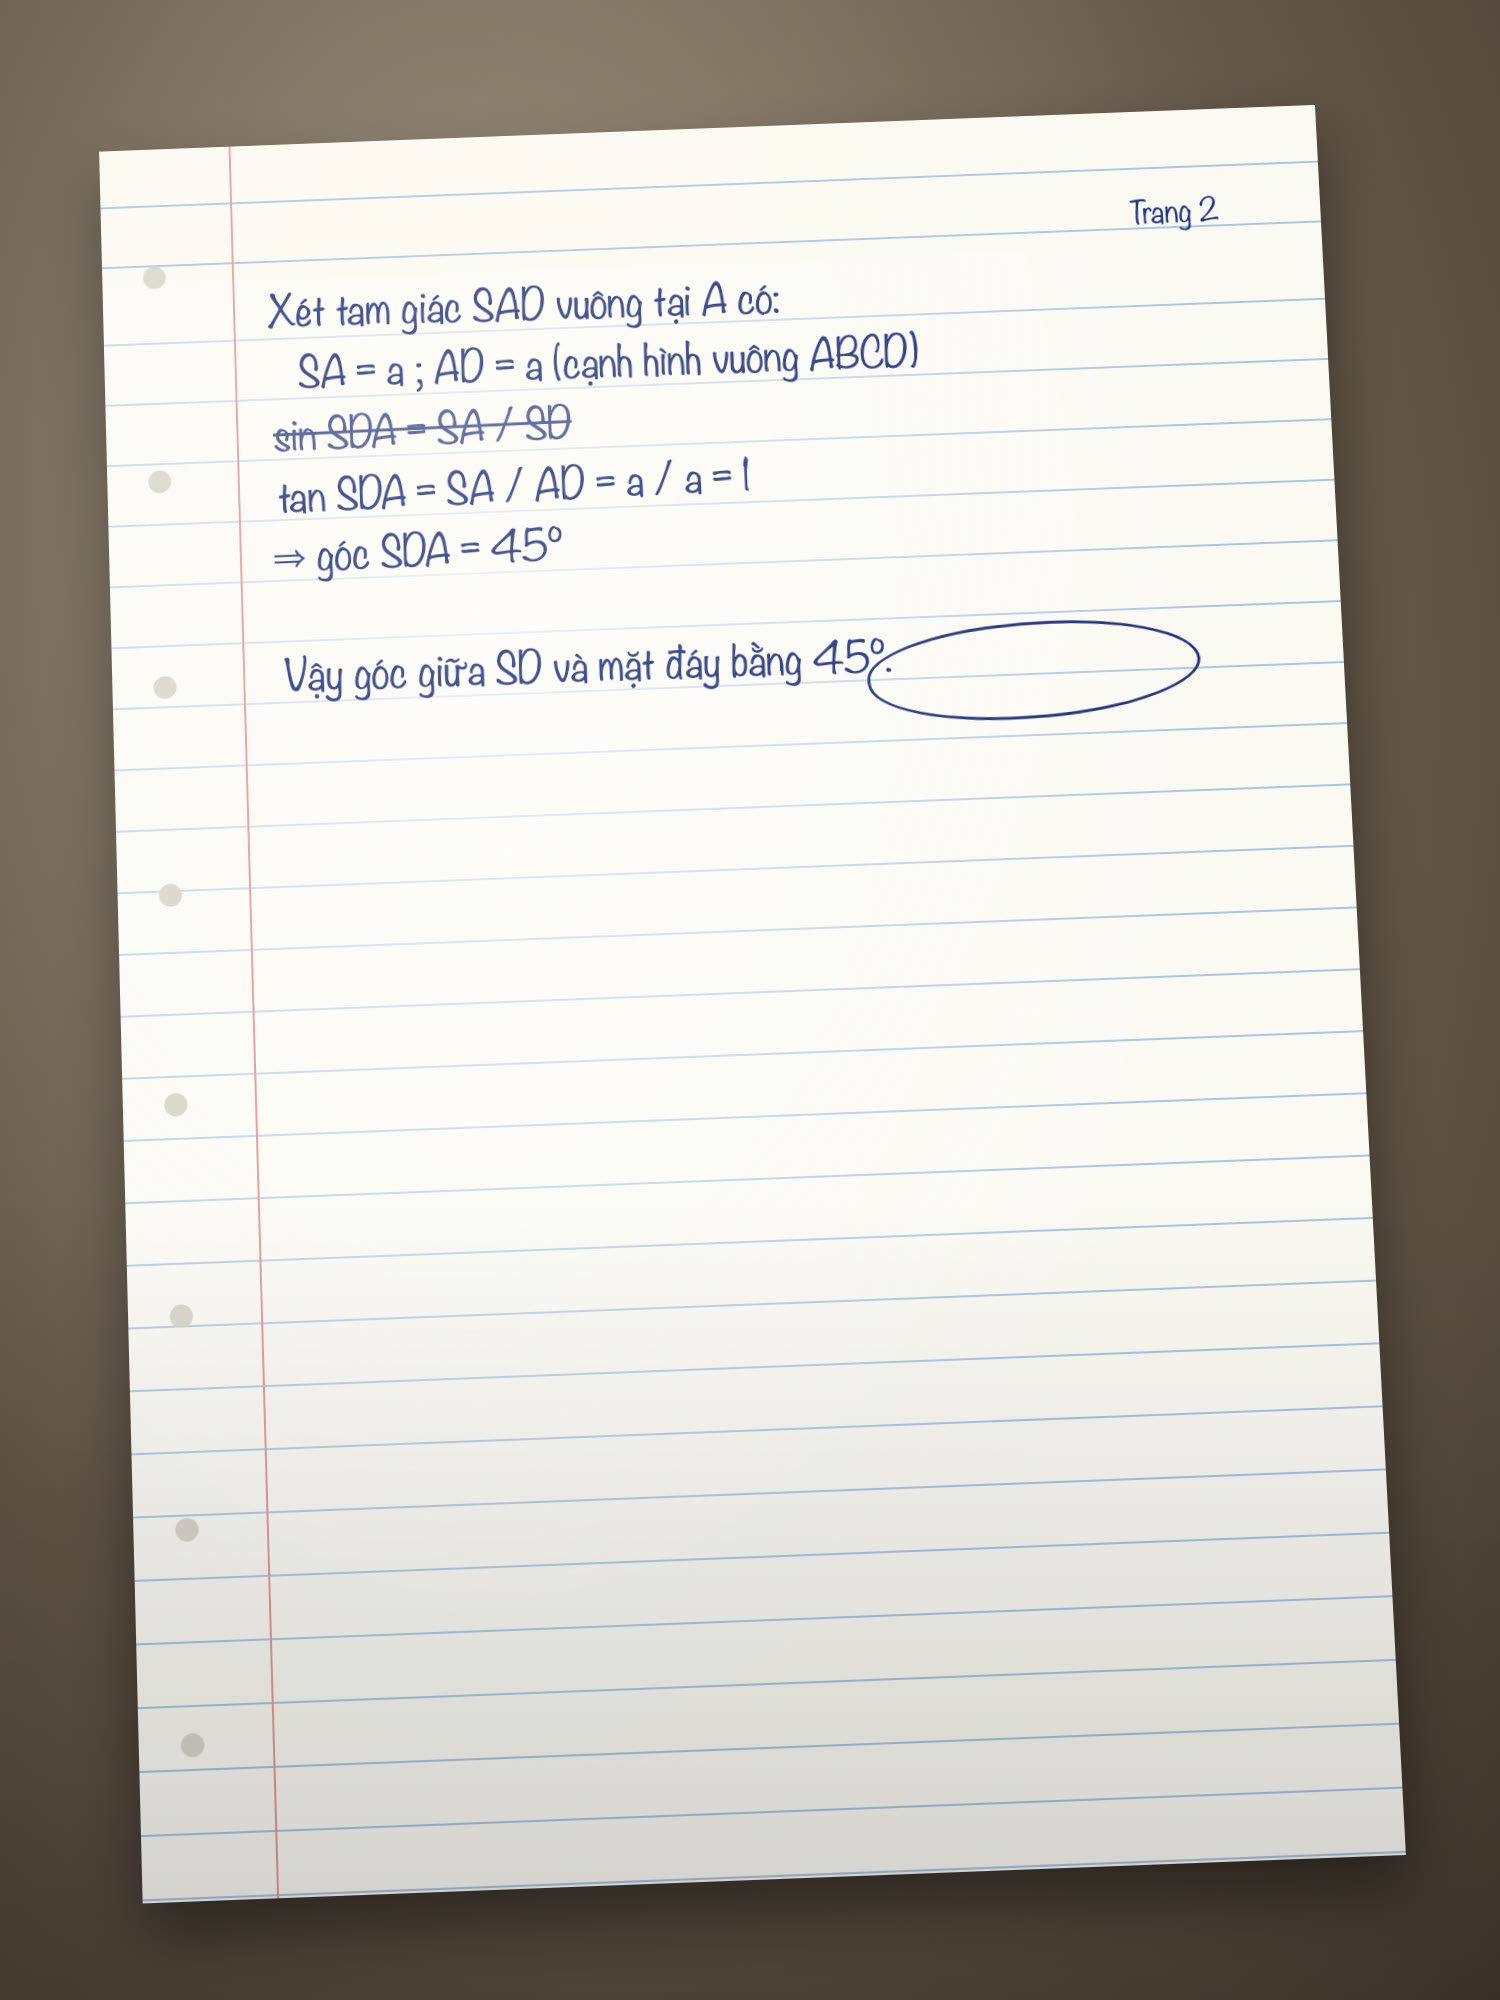 Trang 2
Xét tam giác SAD vuông tại A có:
SA = a ; AD = a (cạnh hình vuông ABCD)
sin SDA = SA / SD
tan SDA = SA / AD = a / a = 1
⇒ góc SDA = 45°
Vậy góc giữa SD và mặt đáy bằng 45°.